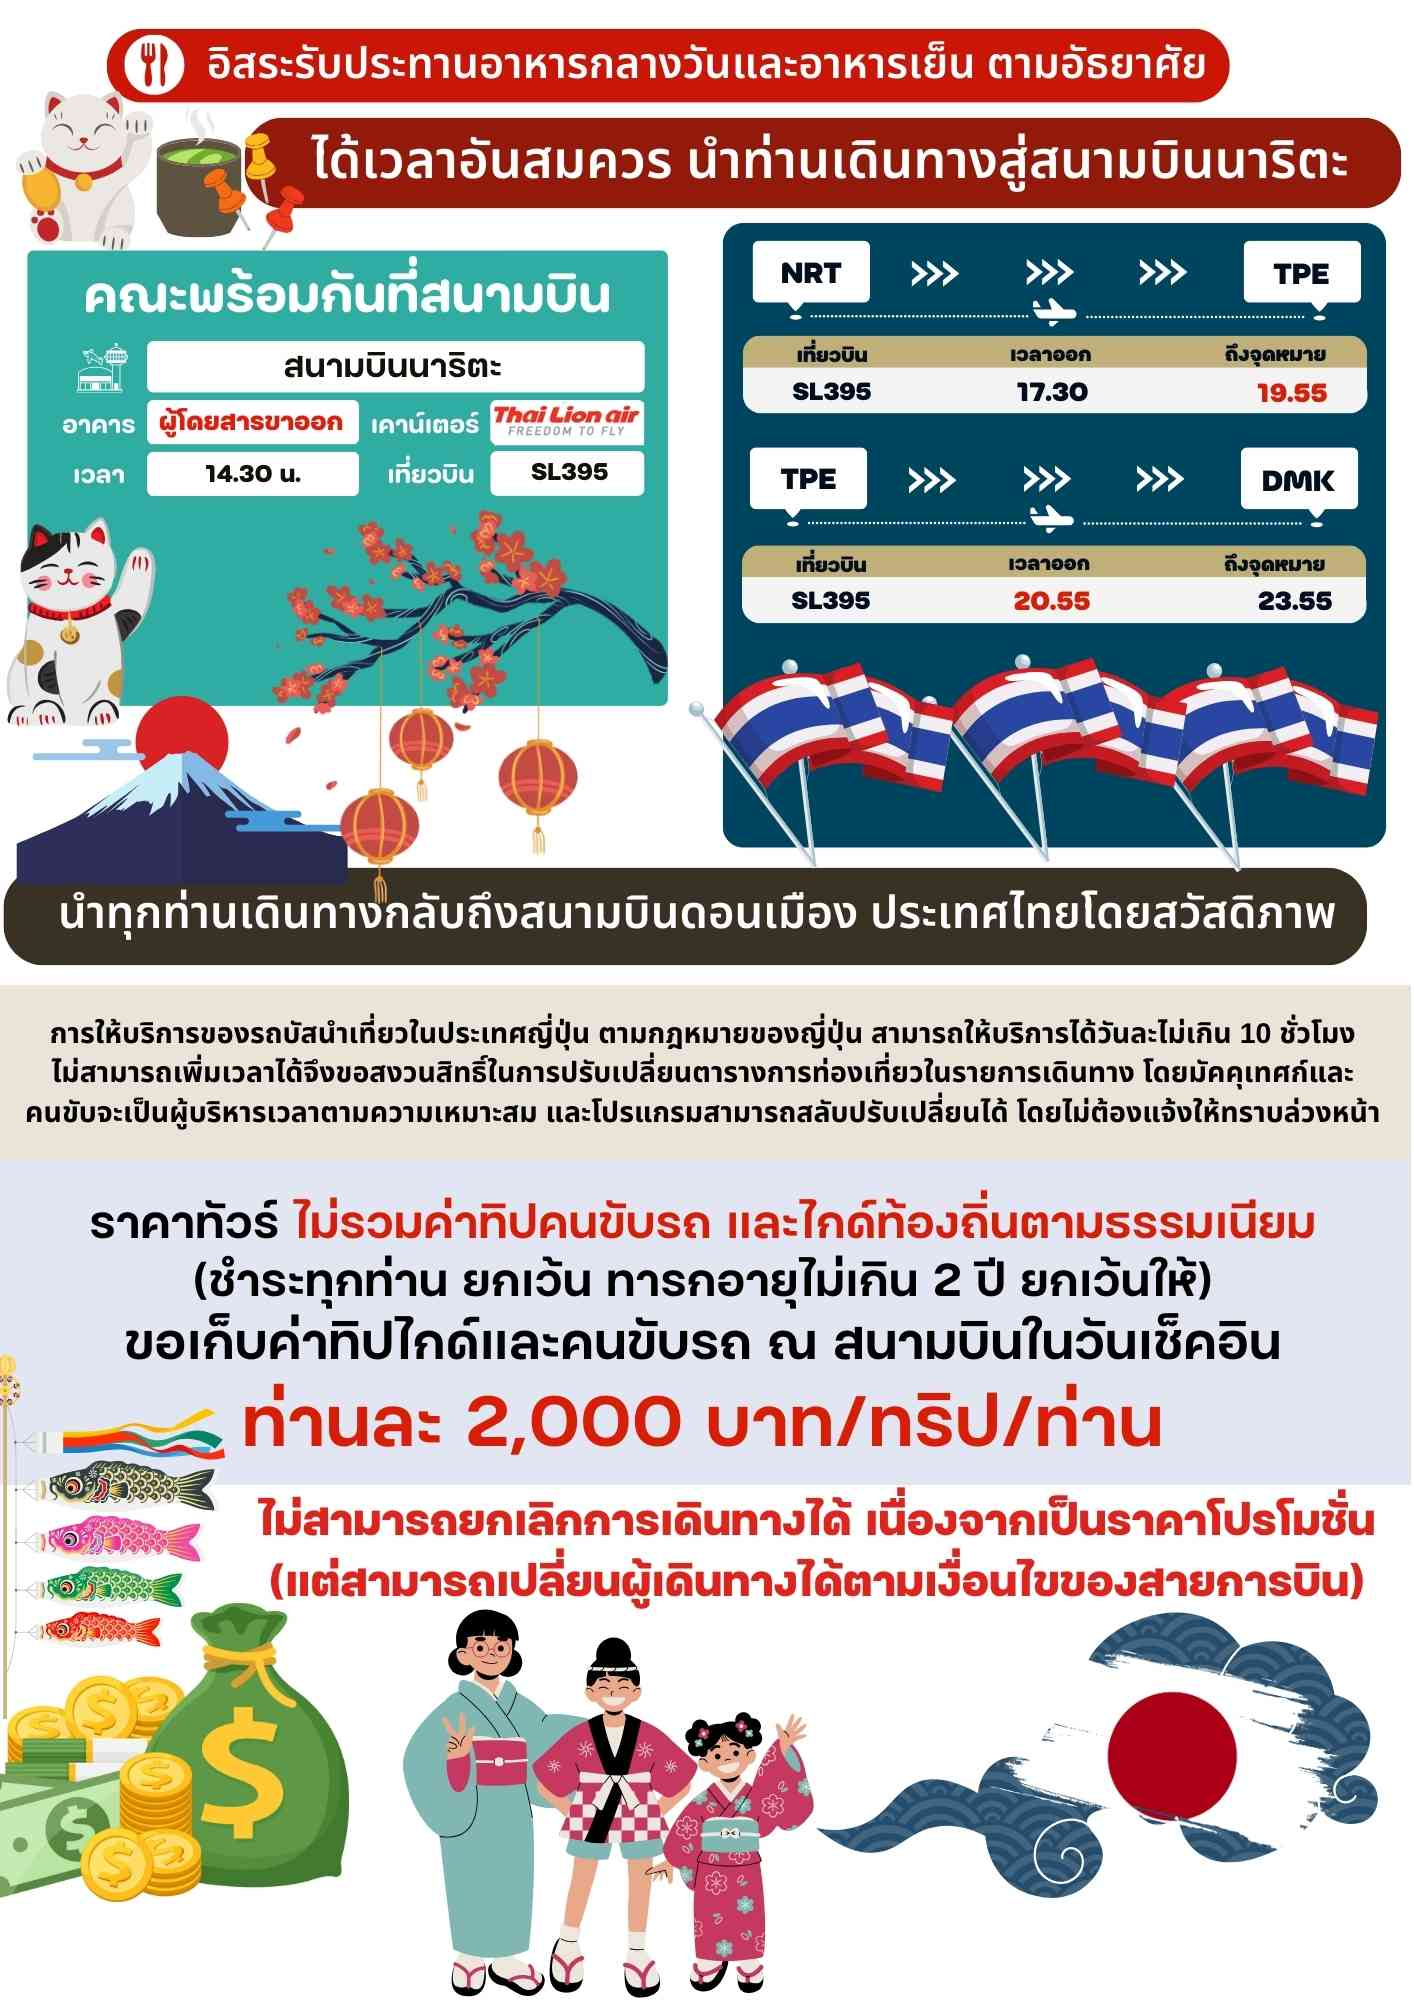 อิสระรับประทานอาหารกลางวันและอาหารเย็น ตามอัธยาศัย
ได้เวลาอันสมควร นำท่านเดินทางสู่สนามบินนาริตะ
คณะพร้อมกันที่สนามบิน
สนามบินนาริตะ
อาคาร ผู้โดยสารขาออก เคาน์เตอร์ Thai Lion air
FREEDOM TO FLY
เวลา 14.30 น. เที่ยวบิน SL395
NRT TPE
เที่ยวบิน เวลาออก ถึงจุดหมาย
SL395 17.30 19.55
TPE DMK
เที่ยวบิน เวลาออก ถึงจุดหมาย
SL395 20.55 23.55
นำทุกท่านเดินทางกลับถึงสนามบินดอนเมือง ประเทศไทยโดยสวัสดิภาพ
การให้บริการของรถบัสนำเที่ยวในประเทศญี่ปุ่น ตามกฎหมายของญี่ปุ่น สามารถให้บริการได้วันละไม่เกิน 10 ชั่วโมง
ไม่สามารถเพิ่มเวลาได้จึงขอสงวนสิทธิ์ในการปรับเปลี่ยนตารางการท่องเที่ยวในรายการเดินทาง โดยมัคคุเทศก์และ
คนขับจะเป็นผู้บริหารเวลาตามความเหมาะสม และโปรแกรมสามารถสลับปรับเปลี่ยนได้ โดยไม่ต้องแจ้งให้ทราบล่วงหน้า
ราคาทัวร์ ไม่รวมค่าทิปคนขับรถ และไกด์ท้องถิ่นตามธรรมเนียม
(ชำระทุกท่าน ยกเว้น ทารกอายุไม่เกิน 2 ปี ยกเว้นให้)
ขอเก็บค่าทิปไกด์และคนขับรถ ณ สนามบินในวันเช็คอิน
ท่านละ 2,000 บาท/ทริป/ท่าน
ไม่สามารถยกเลิกการเดินทางได้ เนื่องจากเป็นราคาโปรโมชั่น
(แต่สามารถเปลี่ยนผู้เดินทางได้ตามเงื่อนไขของสายการบิน)